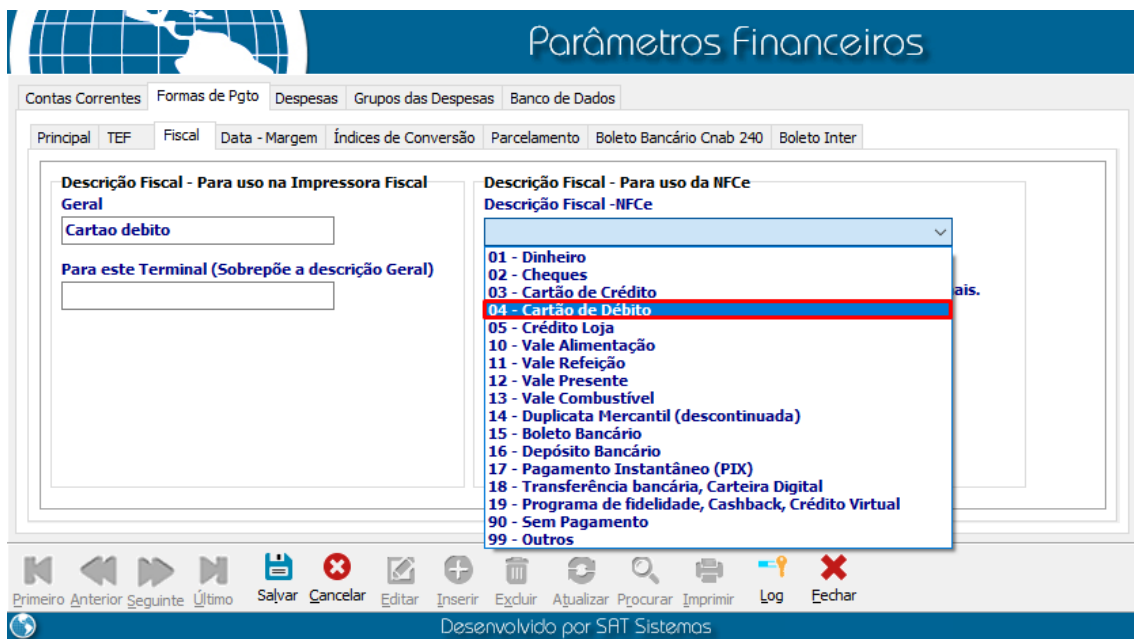 Parâmetros Financeiros
Contas Correntes Formas de Pgto Despesas Grupos das Despesas Banco de Dados
Principal TEF Fiscal Data - Margem Índices de Conversão Parcelamento Boleto Bancário Cnab 240 Boleto Inter
Descrição Fiscal - Para uso na Impressora Fiscal
Geral
Cartao debito
Para este Terminal (Sobrepõe a descrição Geral)
Descrição Fiscal - Para uso da NFCe
Descrição Fiscal -NFCe
01 - Dinheiro
02 - Cheques
03 - Cartão de Crédito
ais.
04 - Cartão de Débito
05 - Crédito Loja
10 - Vale Alimentação
11 - Vale Refeição
12 - Vale Presente
13 - Vale Combustível
14 - Duplicata Mercantil (descontinuada)
15 - Boleto Bancário
16 - Depósito Bancário
17 - Pagamento Instantâneo (PIX)
18 - Transferência bancária, Carteira Digital
19 - Programa de fidelidade, Cashback, Crédito Virtual
90 - Sem Pagamento
99 - Outros
Primeiro Anterior Seguinte Último Salvar Cancelar Editar Inserir Excluir Atualizar Procurar Imprimir Log Fechar
Desenvolvido por SAT Sistemas